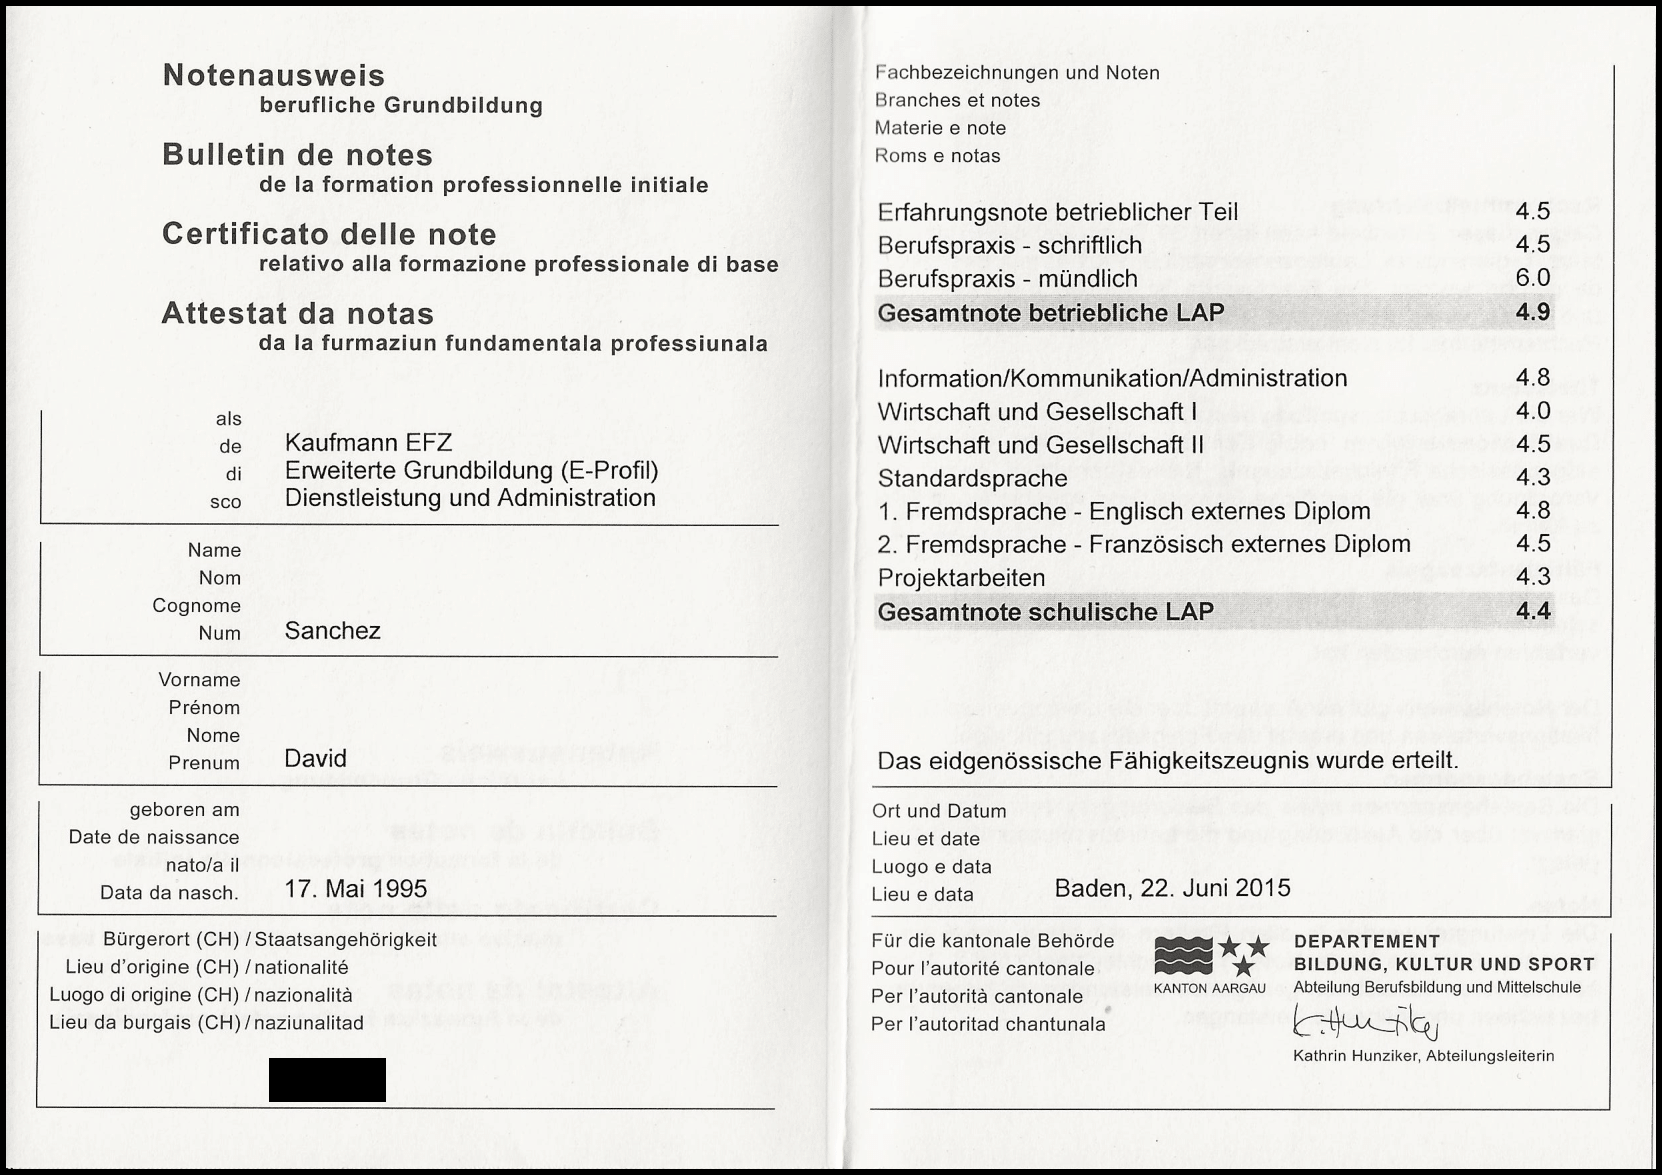 Notenausweis
berufliche Grundbildung
Bulletin de notes
de la formation professionnelle initiale
Certificato delle note
relativo alla formazione professionale di base
Attestat da notas
da la furmaziun fundamentala professiunala
als
de Kaufmann EFZ
di Erweiterte Grundbildung (E-Profil)
sco Dienstleistung und Administration
Name
Nom
Cognome
Num Sanchez
Vorname
Prénom
Nome
Prenum David
geboren am
Date de naissance
nato/a il
Data da nasch. 17. Mai 1995
Bürgerort (CH) / Staatsangehörigkeit
Lieu d'origine (CH) / nationalité
Luogo di origine (CH) / nazionalità
Lieu da burgais (CH) / naziunalitad
Fachbezeichnungen und Noten
Branches et notes
Materie e note
Roms e notas
Erfahrungsnote betrieblicher Teil 4.5
Berufspraxis - schriftlich 4.5
Berufspraxis - mündlich 6.0
Gesamtnote betriebliche LAP 4.9
Information/Kommunikation/Administration 4.8
Wirtschaft und Gesellschaft I 4.0
Wirtschaft und Gesellschaft II 4.5
Standardsprache 4.3
1. Fremdsprache - Englisch externes Diplom 4.8
2. Fremdsprache - Französisch externes Diplom 4.5
Projektarbeiten 4.3
Gesamtnote schulische LAP 4.4
Das eidgenössische Fähigkeitszeugnis wurde erteilt.
Ort und Datum
Lieu et date
Luogo e data
Lieu e data Baden, 22. Juni 2015
Für die kantonale Behörde
Pour l'autorité cantonale
Per l'autorità cantonale
Per l'autoritad chantunala
KANTON AARGAU
DEPARTEMENT
BILDUNG, KULTUR UND SPORT
Abteilung Berufsbildung und Mittelschule
K. Hunziker
Kathrin Hunziker, Abteilungsleiterin